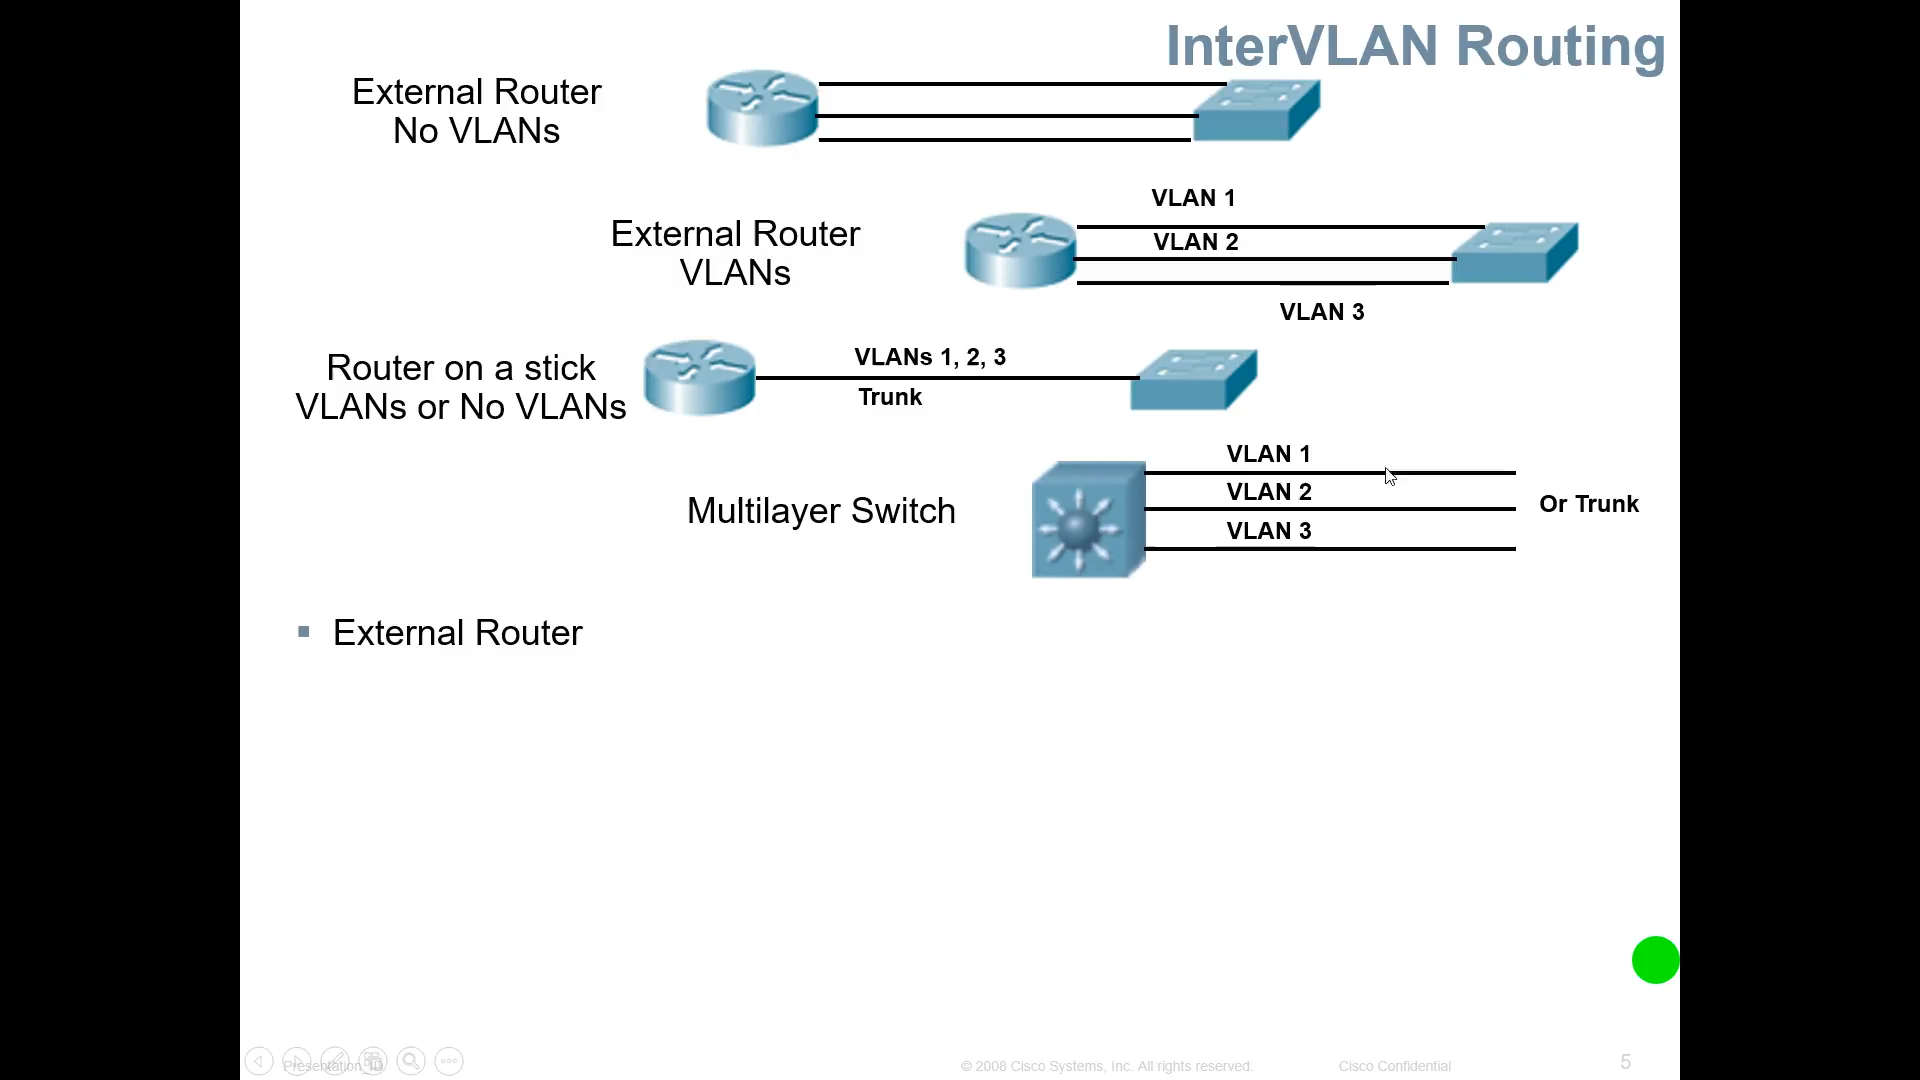 InterVLAN Routing
External Router
No VLANs
VLAN 1
External Router
VLANs
VLAN 2
VLAN 3
Router on a stick
VLANs or No VLANs
VLANs 1, 2, 3
Trunk
VLAN 1
VLAN 2
VLAN 3
Multilayer Switch
Or Trunk
▪ External Router
Presentation_ID
© 2008 Cisco Systems, Inc. All rights reserved.
Cisco Confidential
5